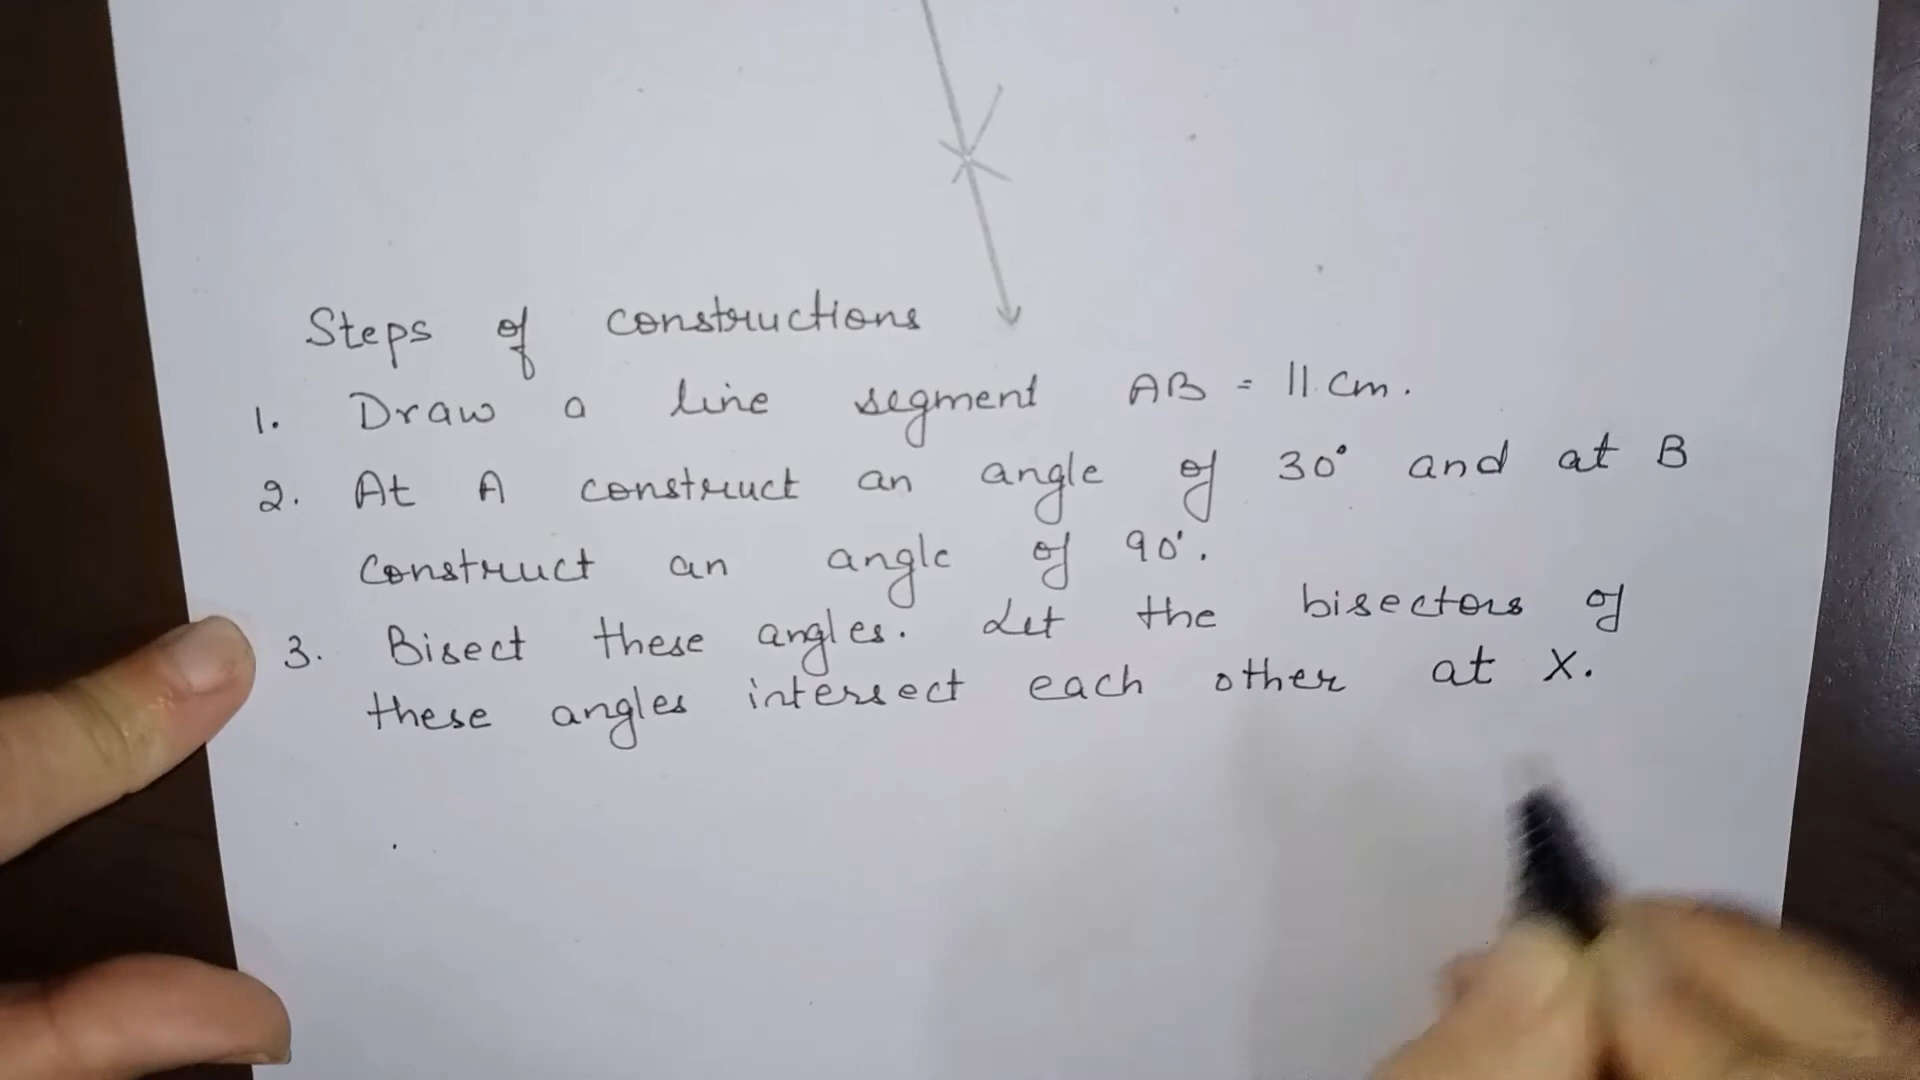 Steps of constructions
1. Draw a line segment AB = 11 cm.
2. At A construct an angle of 30° and at B
construct an angle of 90°.
3. Bisect these angles. Let the bisectors of
these angles intersect each other at X.